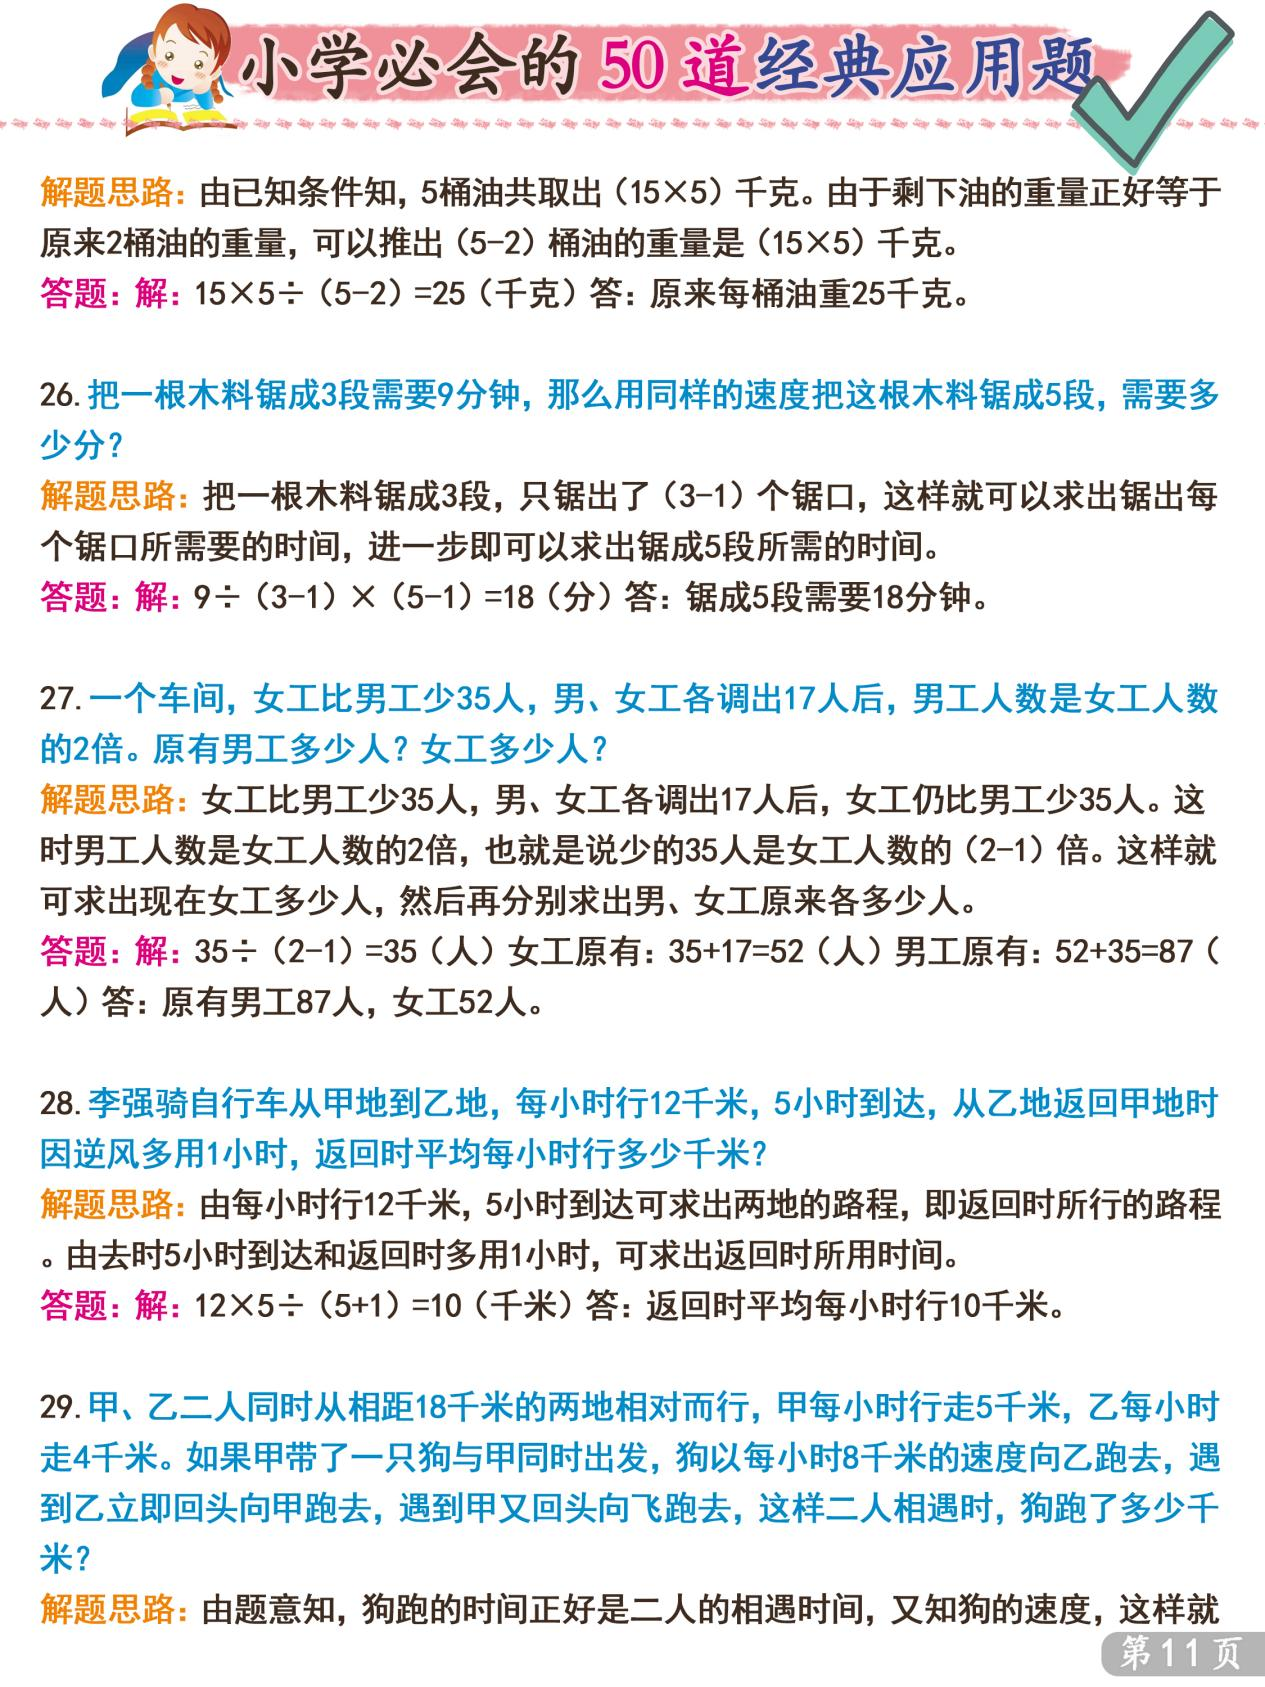 小学必会的50道经典应用题
解题思路：由已知条件知，5桶油共取出（15×5）千克。由于剩下油的重量正好等于
原来2桶油的重量，可以推出（5-2）桶油的重量是（15×5）千克。
答题：解：15×5÷（5-2）=25（千克）答：原来每桶油重25千克。
26.把一根木料锯成3段需要9分钟，那么用同样的速度把这根木料锯成5段，需要多
少分？
解题思路：把一根木料锯成3段，只锯出了（3-1）个锯口，这样就可以求出锯出每
个锯口所需要的时间，进一步即可以求出锯成5段所需的时间。
答题：解：9÷（3-1）×（5-1）=18（分）答：锯成5段需要18分钟。
27.一个车间，女工比男工少35人，男、女工各调出17人后，男工人数是女工人数
的2倍。原有男工多少人？女工多少人？
解题思路：女工比男工少35人，男、女工各调出17人后，女工仍比男工少35人。这
时男工人数是女工人数的2倍，也就是说少的35人是女工人数的（2-1）倍。这样就
可求出现在女工多少人，然后再分别求出男、女工原来各多少人。
答题：解：35÷（2-1）=35（人）女工原有：35+17=52（人）男工原有：52+35=87（
人）答：原有男工87人，女工52人。
28.李强骑自行车从甲地到乙地，每小时行12千米，5小时到达，从乙地返回甲地时
因逆风多用1小时，返回时平均每小时行多少千米？
解题思路：由每小时行12千米，5小时到达可求出两地的路程，即返回时所行的路程
。由去时5小时到达和返回时多用1小时，可求出返回时所用时间。
答题：解：12×5÷（5+1）=10（千米）答：返回时平均每小时行10千米。
29.甲、乙二人同时从相距18千米的两地相对而行，甲每小时行走5千米，乙每小时
走4千米。如果甲带了一只狗与甲同时出发，狗以每小时8千米的速度向乙跑去，遇
到乙立即回头向甲跑去，遇到甲又回头向飞跑去，这样二人相遇时，狗跑了多少千
米？
解题思路：由题意知，狗跑的时间正好是二人的相遇时间，又知狗的速度，这样就
第11页